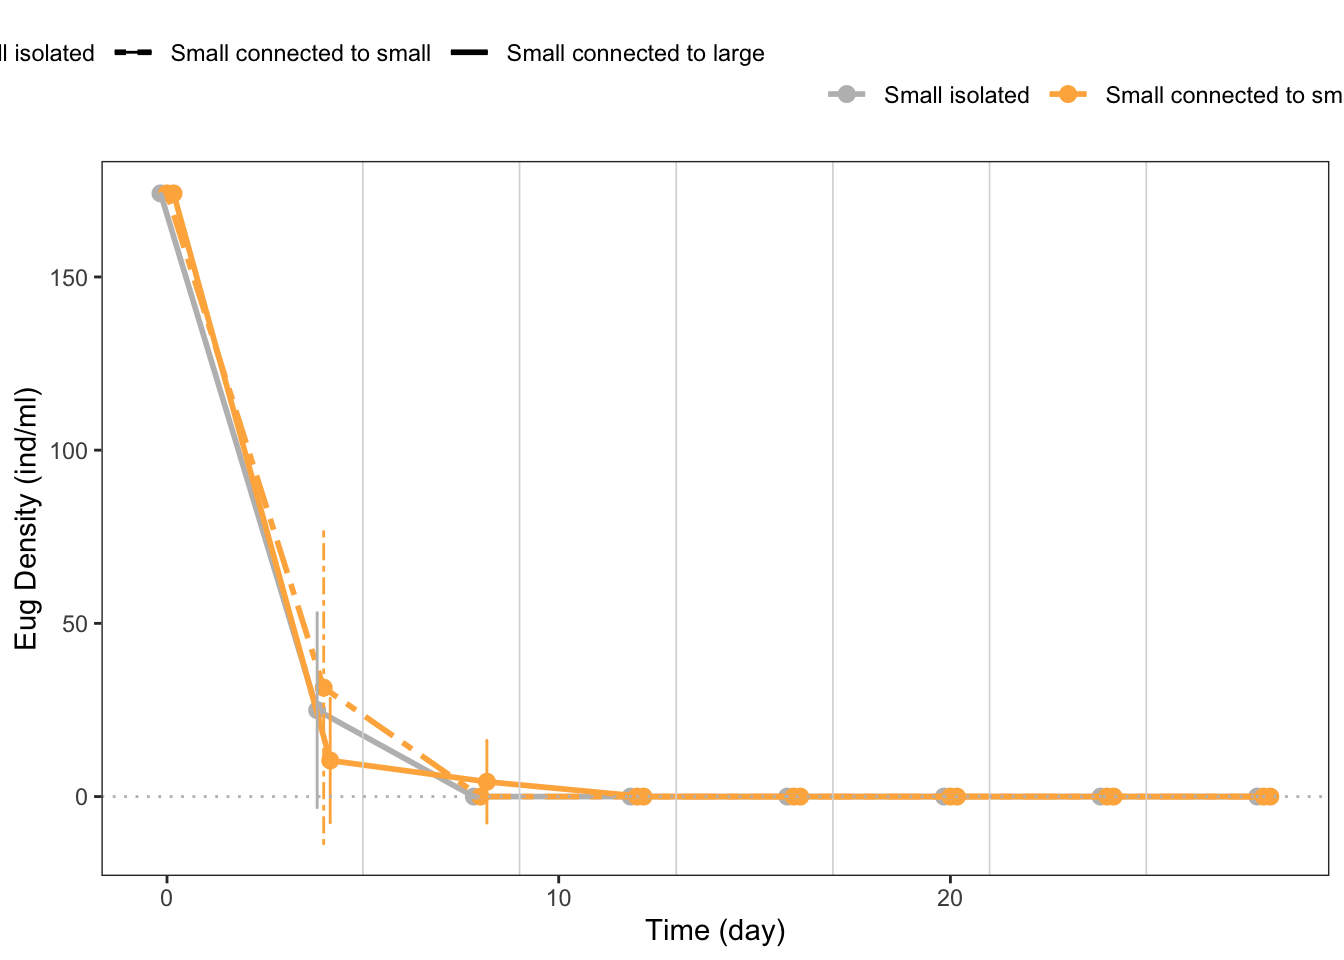 ll isolated Small connected to small Small connected to large
Small isolated Small connected to sm
150
100
50
0
Eug Density (ind/ml)
0 10 20
Time (day)